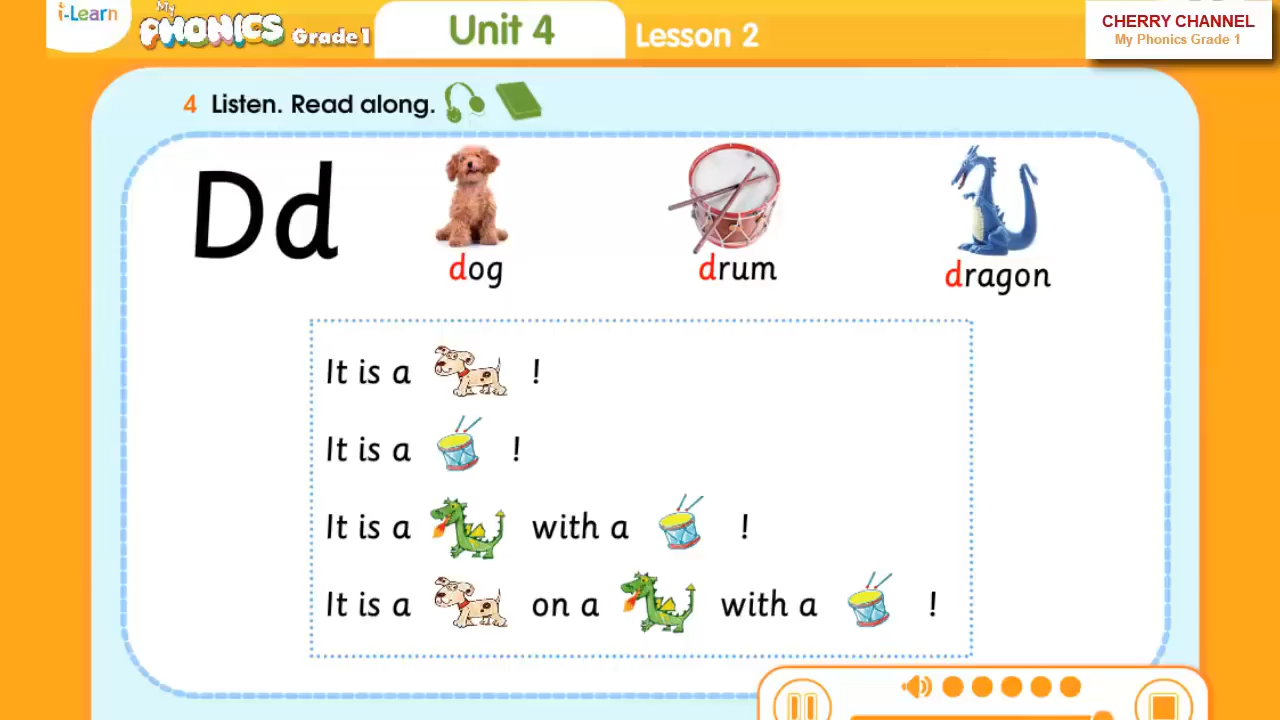 i-Learn
My
PHONICS Grade 1
Unit 4
Lesson 2
CHERRY CHANNEL
My Phonics Grade 1
4 Listen. Read along.
Dd
dog
drum
dragon
It is a !
It is a !
It is a with a !
It is a on a with a !